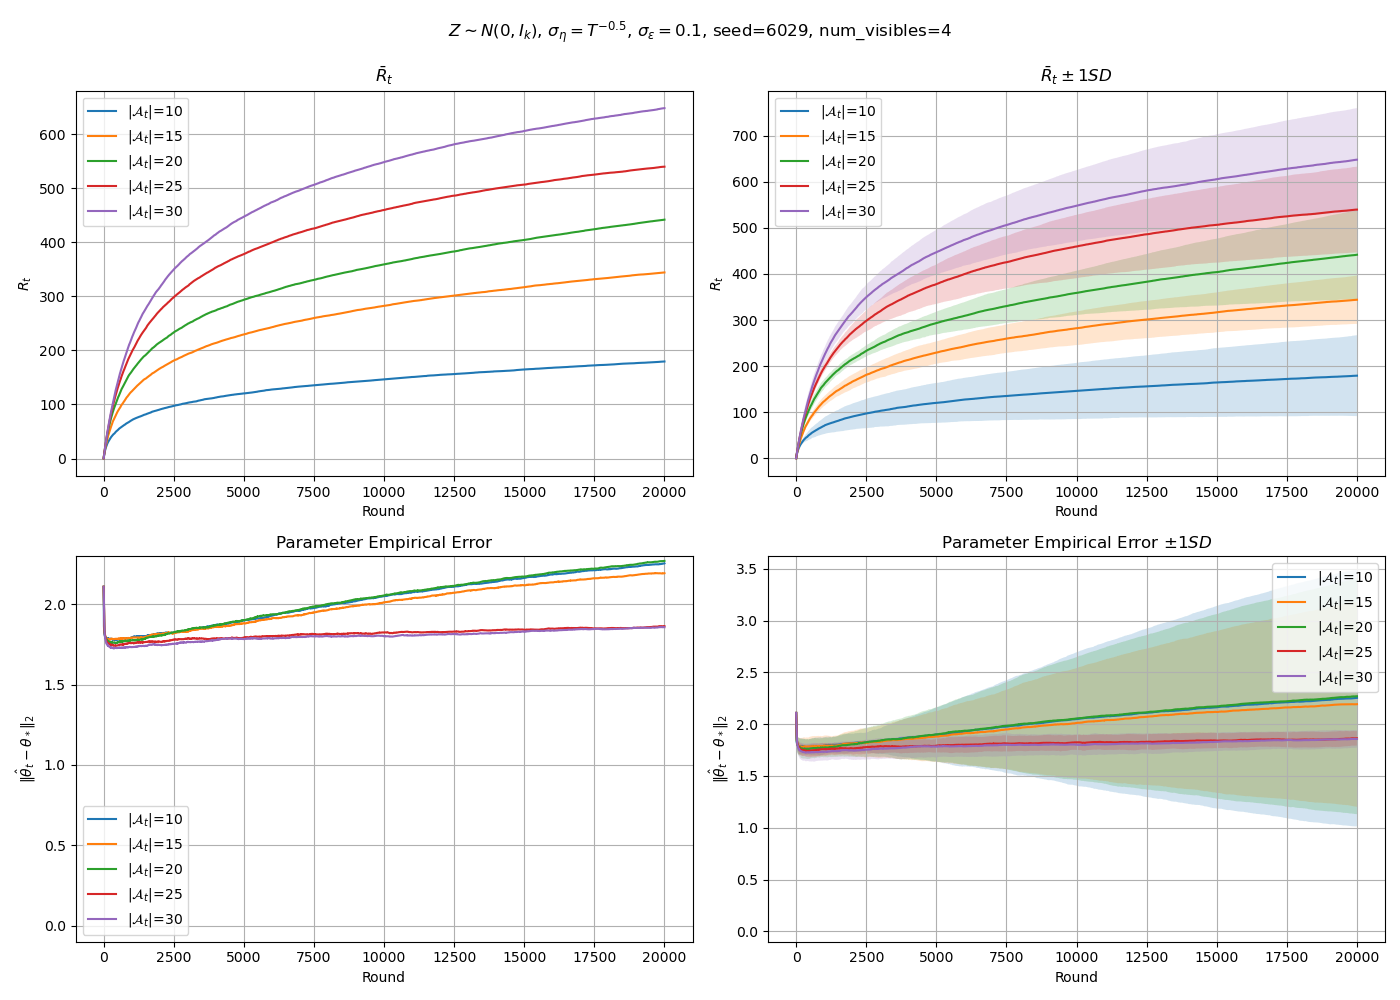 Z ∼ N(0, I_k), σ_η = T^{−0.5}, σ_ε = 0.1, seed=6029, num_visibles=4
R̄_t
R_t
600
500
400
300
200
100
0
|𝒜_t|=10
|𝒜_t|=15
|𝒜_t|=20
|𝒜_t|=25
|𝒜_t|=30
0 2500 5000 7500 10000 12500 15000 17500 20000
Round
R̄_t ± 1SD
R_t
700
600
500
400
300
200
100
0
|𝒜_t|=10
|𝒜_t|=15
|𝒜_t|=20
|𝒜_t|=25
|𝒜_t|=30
0 2500 5000 7500 10000 12500 15000 17500 20000
Round
Parameter Empirical Error
‖θ̂_t − θ_*‖_2
2.0
1.5
1.0
0.5
0.0
|𝒜_t|=10
|𝒜_t|=15
|𝒜_t|=20
|𝒜_t|=25
|𝒜_t|=30
0 2500 5000 7500 10000 12500 15000 17500 20000
Round
Parameter Empirical Error ±1SD
‖θ̂_t − θ_*‖_2
3.5
3.0
2.5
2.0
1.5
1.0
0.5
0.0
|𝒜_t|=10
|𝒜_t|=15
|𝒜_t|=20
|𝒜_t|=25
|𝒜_t|=30
0 2500 5000 7500 10000 12500 15000 17500 20000
Round